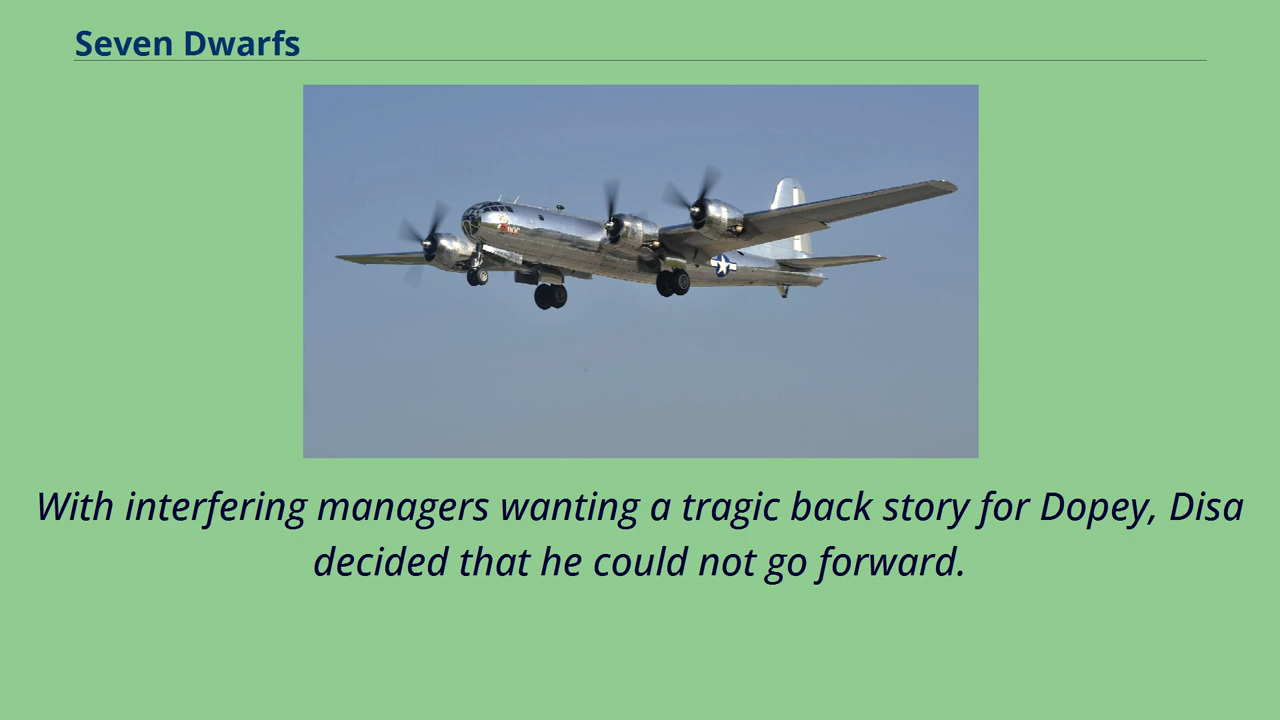 Seven Dwarfs
With interfering managers wanting a tragic back story for Dopey, Disa
decided that he could not go forward.